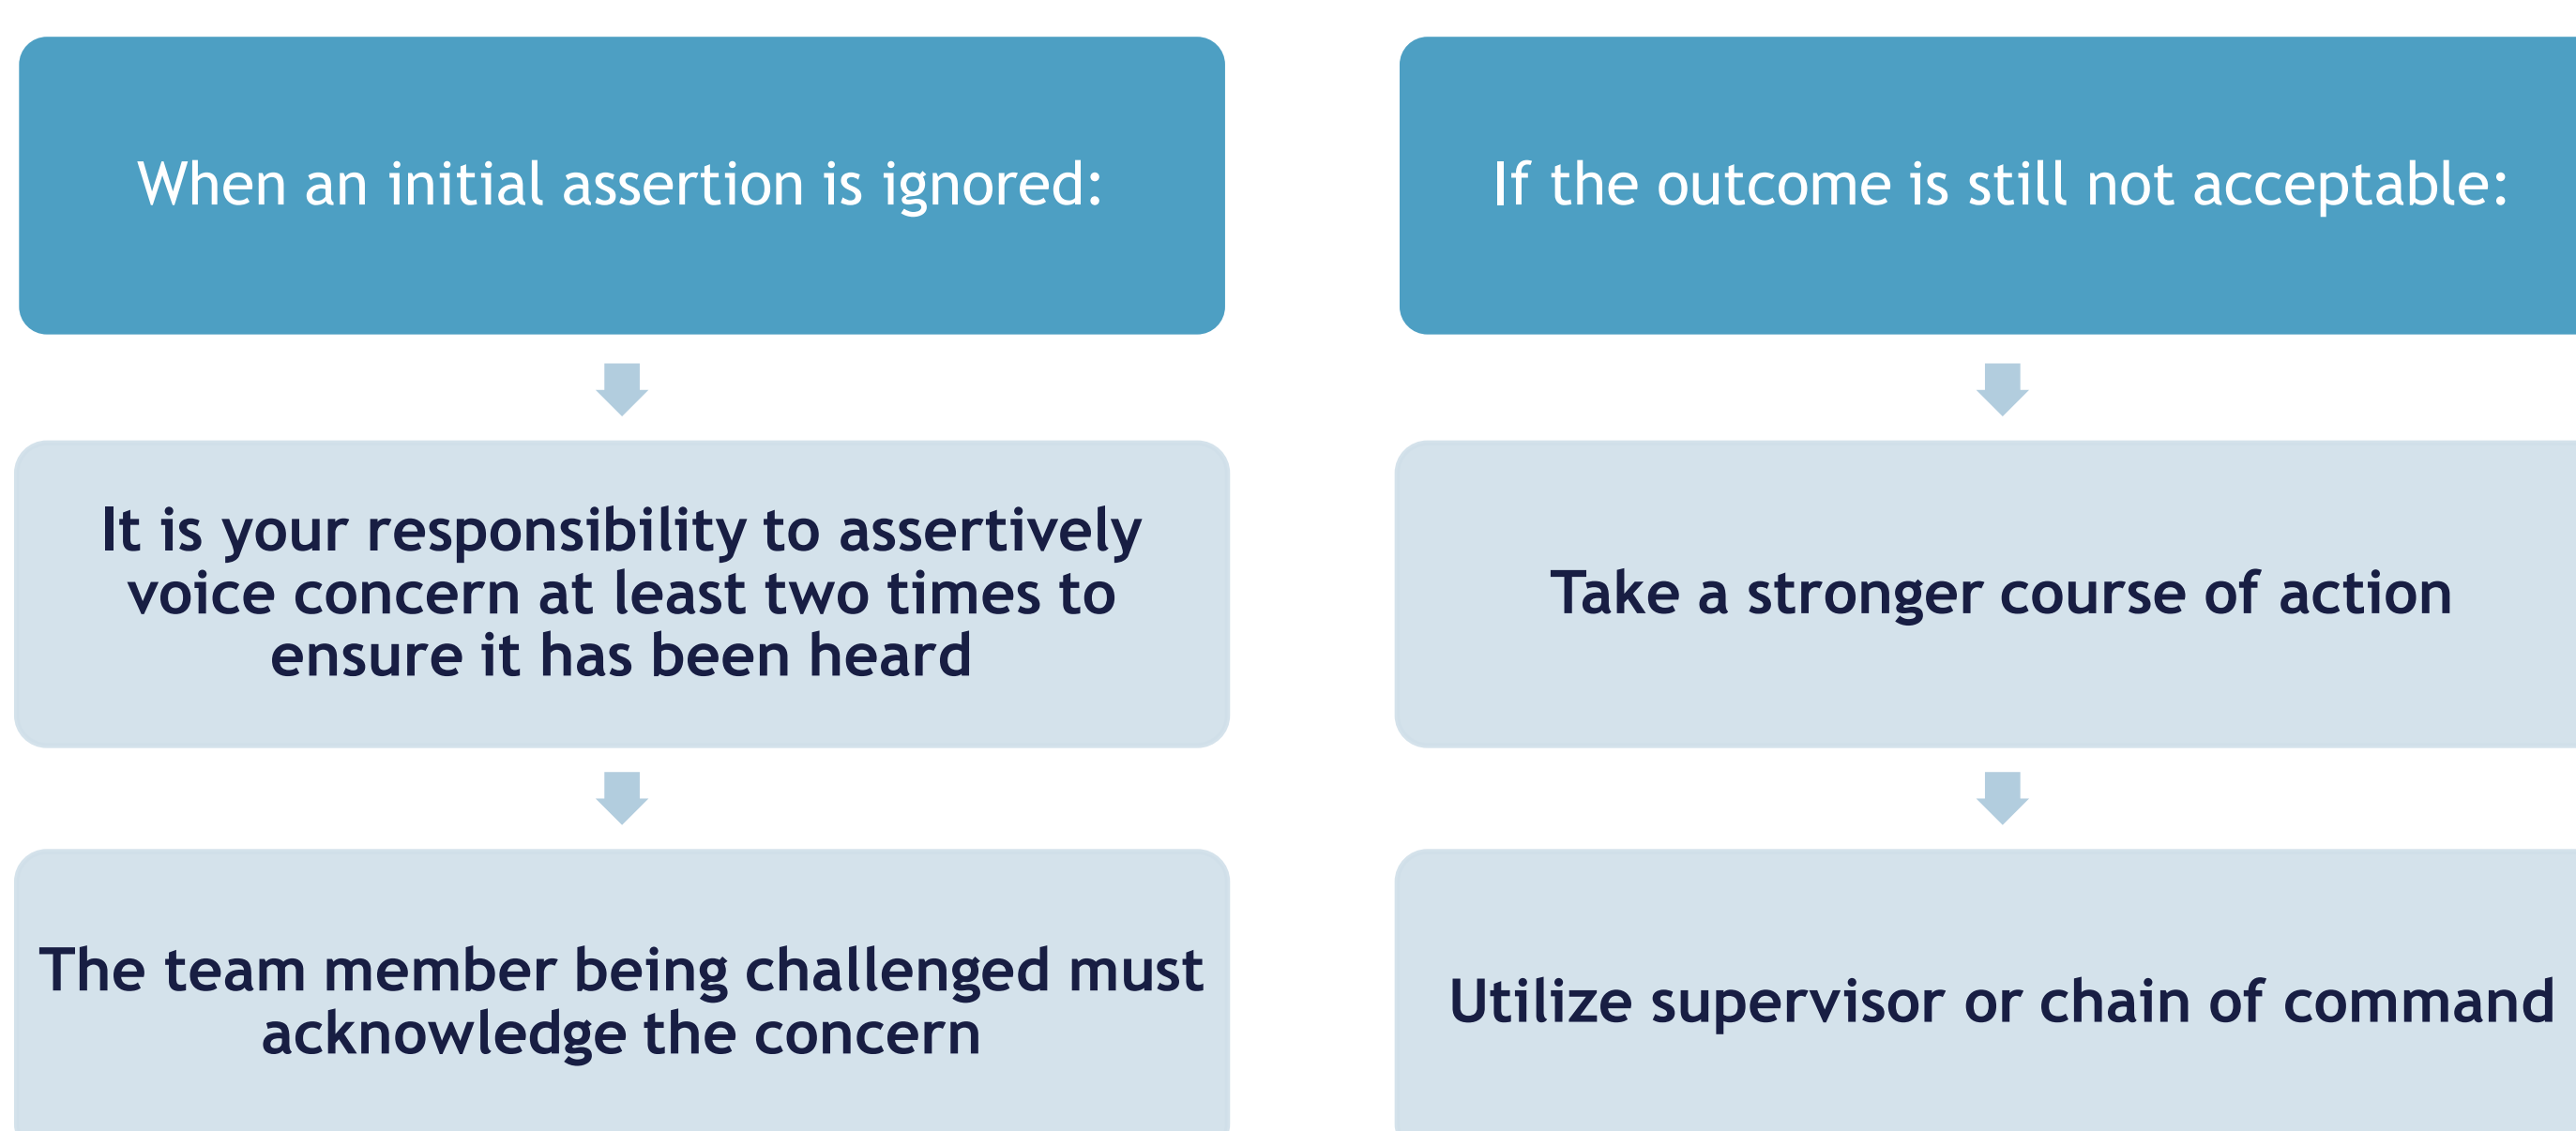 When an initial assertion is ignored:
It is your responsibility to assertively
voice concern at least two times to
ensure it has been heard
The team member being challenged must
acknowledge the concern
If the outcome is still not acceptable:
Take a stronger course of action
Utilize supervisor or chain of command